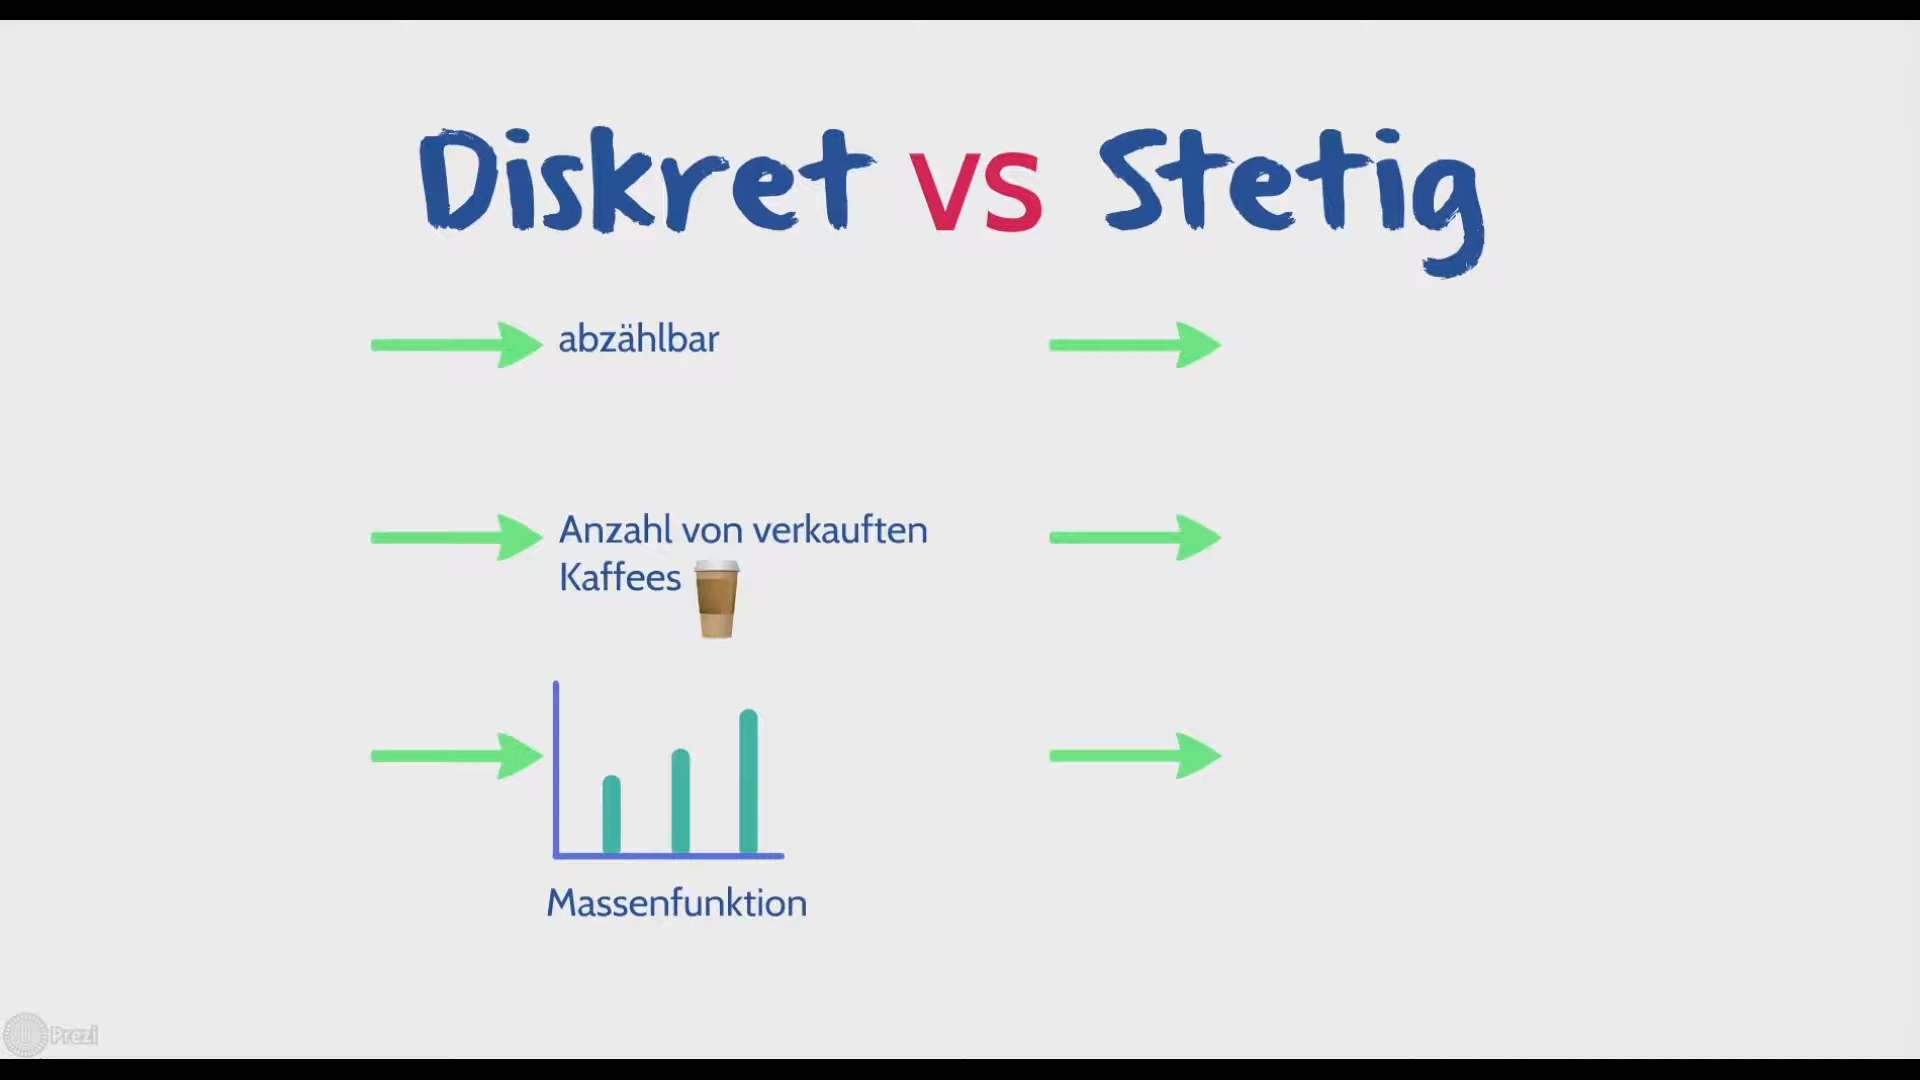 Diskret vs Stetig
abzählbar
Anzahl von verkauften
Kaffees
Massenfunktion
Prezi